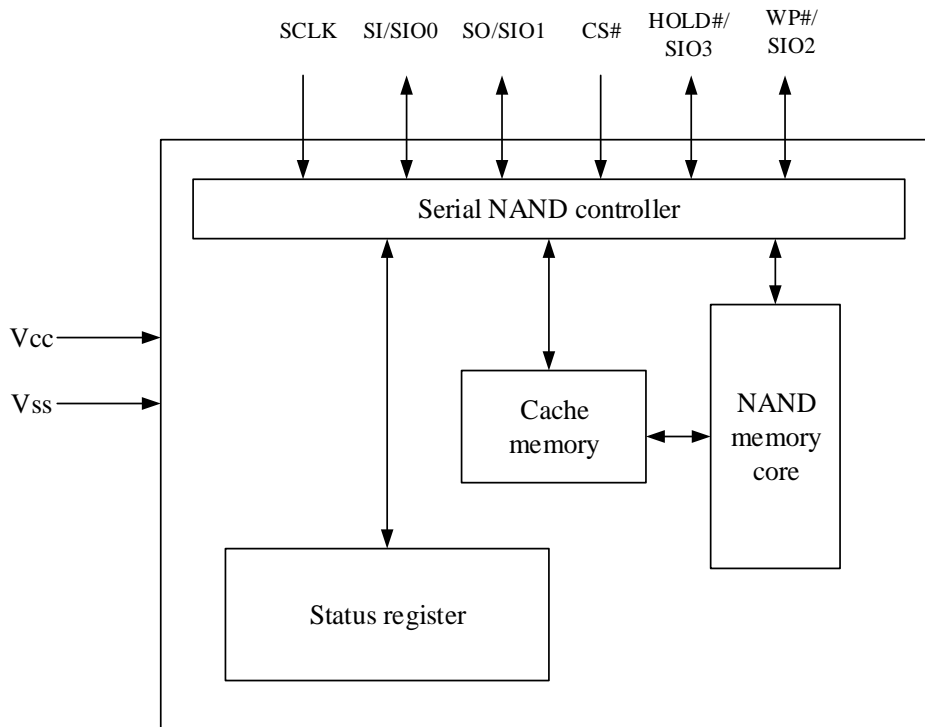 SCLK
SI/SIO0
SO/SIO1
CS#
HOLD#/
SIO3
WP#/
SIO2
Serial NAND controller
Vcc
Vss
Cache
memory
NAND
memory
core
Status register